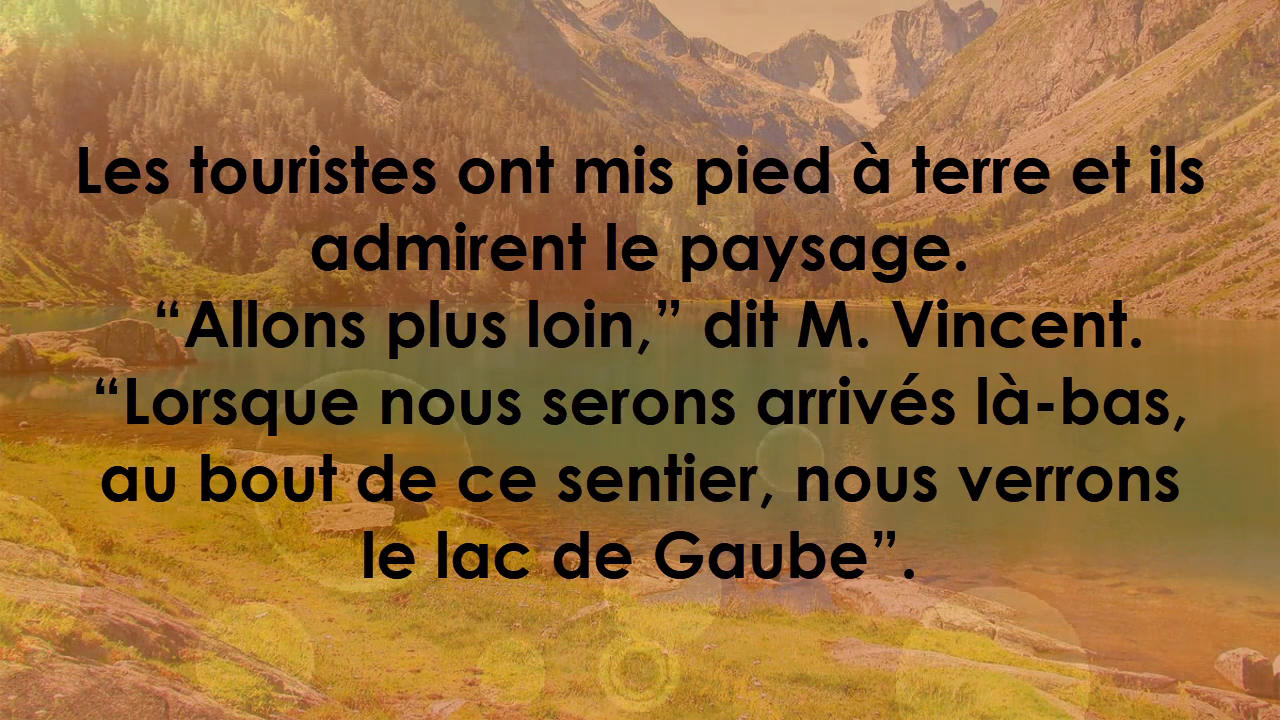 Les touristes ont mis pied à terre et ils
admirent le paysage.
“Allons plus loin,” dit M. Vincent.
“Lorsque nous serons arrivés là-bas,
au bout de ce sentier, nous verrons
le lac de Gaube”.